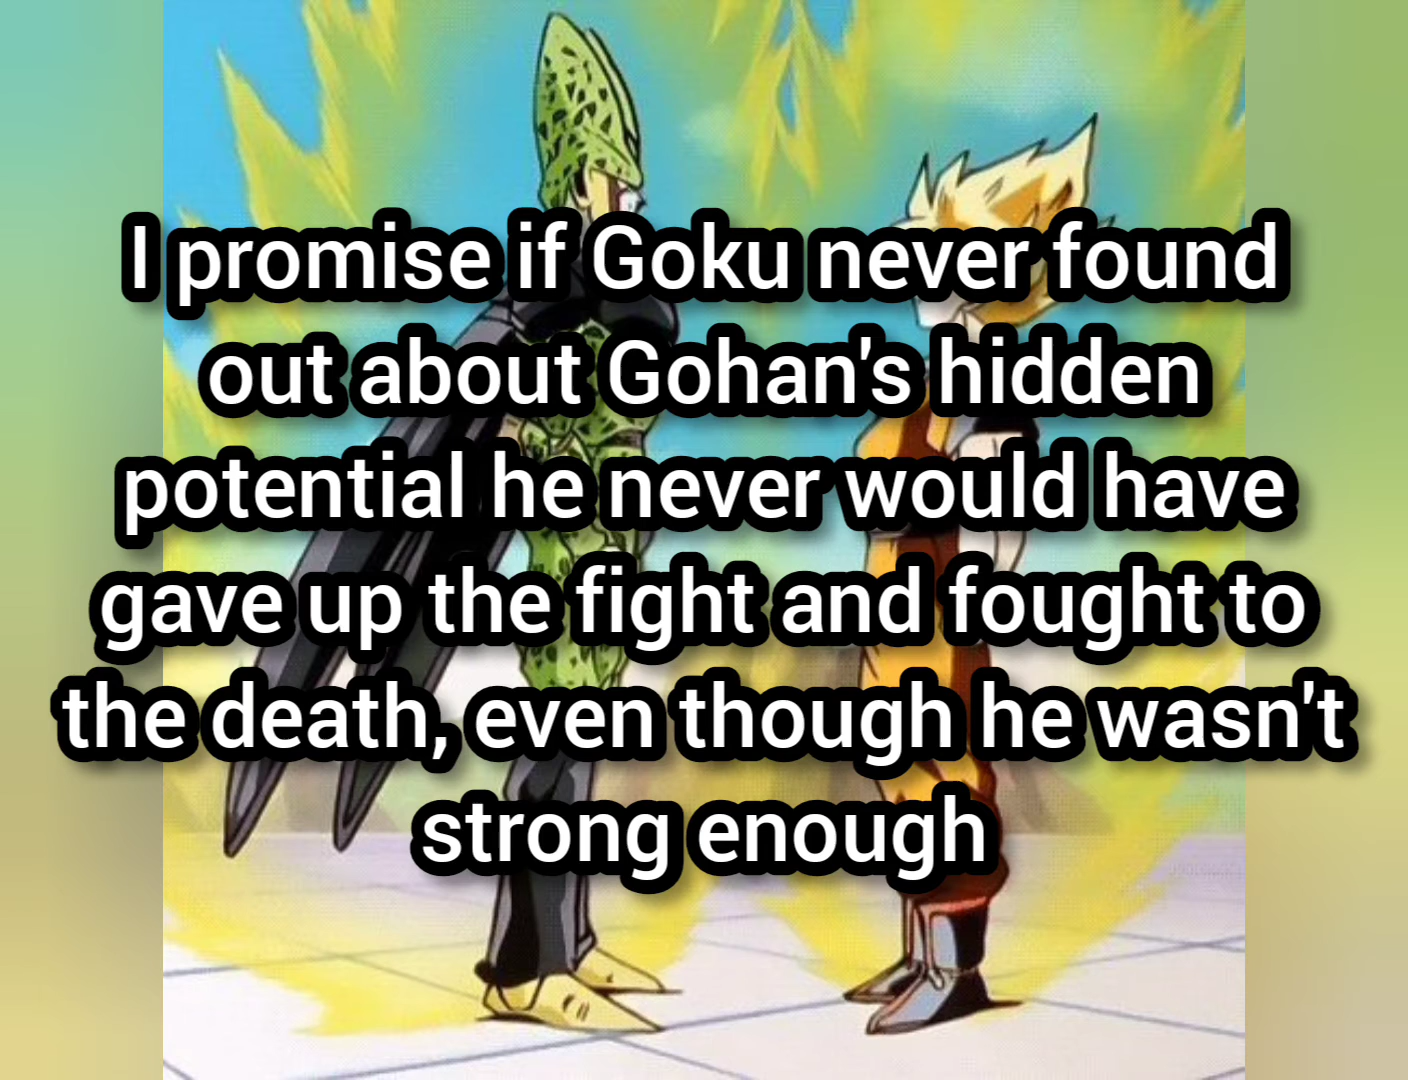 I promise if Goku never found
out about Gohan's hidden
potential he never would have
gave up the fight and fought to
the death, even though he wasn't
strong enough